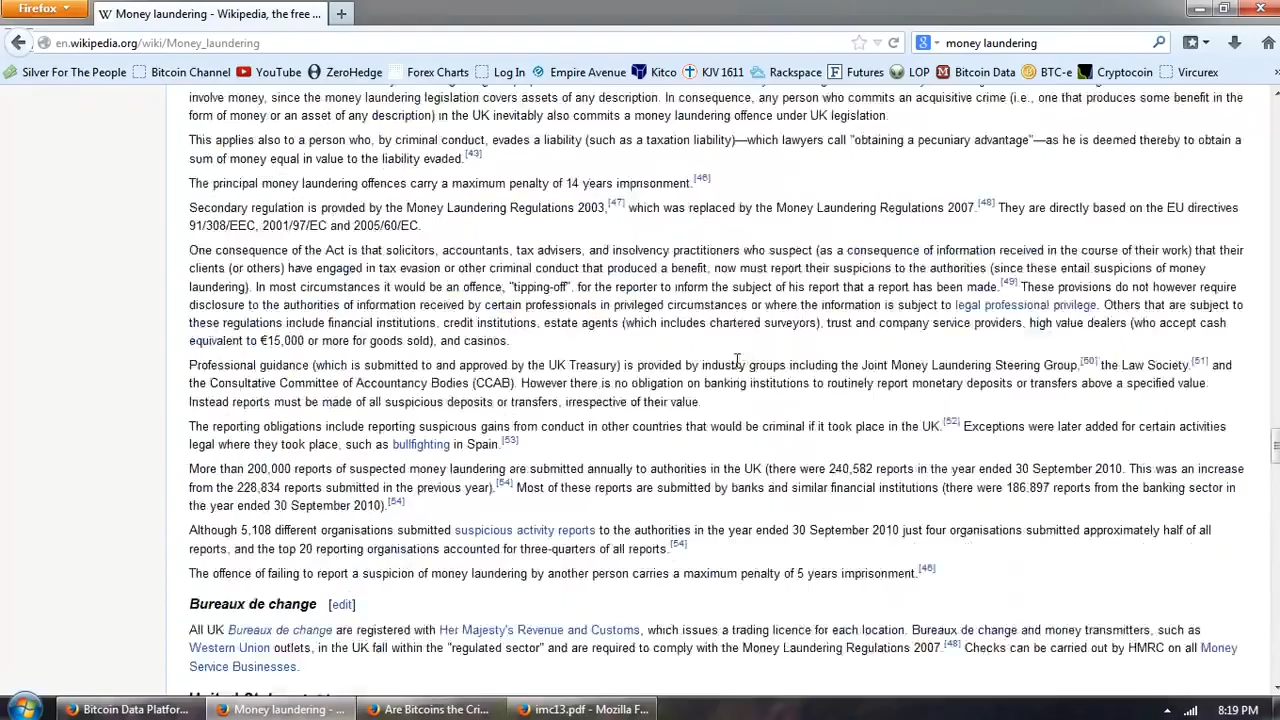 Firefox
Money laundering - Wikipedia, the free ...
en.wikipedia.org/wiki/Money_laundering
money laundering
Silver For The People Bitcoin Channel YouTube ZeroHedge Forex Charts Log In Empire Avenue Kitco KJV 1611 Rackspace Futures LOP Bitcoin Data BTC-e Cryptocoin Vircurex
involve money, since the money laundering legislation covers assets of any description. In consequence, any person who commits an acquisitive crime (i.e., one that produces some benefit in the
form of money or an asset of any description) in the UK inevitably also commits a money laundering offence under UK legislation.
This applies also to a person who, by criminal conduct, evades a liability (such as a taxation liability)—which lawyers call "obtaining a pecuniary advantage"—as he is deemed thereby to obtain a
sum of money equal in value to the liability evaded.[43]
The principal money laundering offences carry a maximum penalty of 14 years imprisonment.[46]
Secondary regulation is provided by the Money Laundering Regulations 2003,[47] which was replaced by the Money Laundering Regulations 2007.[48] They are directly based on the EU directives
91/308/EEC, 2001/97/EC and 2005/60/EC.
One consequence of the Act is that solicitors, accountants, tax advisers, and insolvency practitioners who suspect (as a consequence of information received in the course of their work) that their
clients (or others) have engaged in tax evasion or other criminal conduct that produced a benefit, now must report their suspicions to the authorities (since these entail suspicions of money
laundering). In most circumstances it would be an offence, "tipping-off", for the reporter to inform the subject of his report that a report has been made.[49] These provisions do not however require
disclosure to the authorities of information received by certain professionals in privileged circumstances or where the information is subject to legal professional privilege. Others that are subject to
these regulations include financial institutions, credit institutions, estate agents (which includes chartered surveyors), trust and company service providers, high value dealers (who accept cash
equivalent to €15,000 or more for goods sold), and casinos.
Professional guidance (which is submitted to and approved by the UK Treasury) is provided by industry groups including the Joint Money Laundering Steering Group,[50] the Law Society,[51] and
the Consultative Committee of Accountancy Bodies (CCAB). However there is no obligation on banking institutions to routinely report monetary deposits or transfers above a specified value.
Instead reports must be made of all suspicious deposits or transfers, irrespective of their value.
The reporting obligations include reporting suspicious gains from conduct in other countries that would be criminal if it took place in the UK.[52] Exceptions were later added for certain activities
legal where they took place, such as bullfighting in Spain.[53]
More than 200,000 reports of suspected money laundering are submitted annually to authorities in the UK (there were 240,582 reports in the year ended 30 September 2010. This was an increase
from the 228,834 reports submitted in the previous year).[54] Most of these reports are submitted by banks and similar financial institutions (there were 186,897 reports from the banking sector in
the year ended 30 September 2010).[54]
Although 5,108 different organisations submitted suspicious activity reports to the authorities in the year ended 30 September 2010 just four organisations submitted approximately half of all
reports, and the top 20 reporting organisations accounted for three-quarters of all reports.[54]
The offence of failing to report a suspicion of money laundering by another person carries a maximum penalty of 5 years imprisonment.[46]
Bureaux de change [edit]
All UK Bureaux de change are registered with Her Majesty's Revenue and Customs, which issues a trading licence for each location. Bureaux de change and money transmitters, such as
Western Union outlets, in the UK fall within the "regulated sector" and are required to comply with the Money Laundering Regulations 2007.[48] Checks can be carried out by HMRC on all Money
Service Businesses.
Bitcoin Data Platfor... Money laundering - ... Are Bitcoins the Cri... imc13.pdf - Mozilla F... 8:19 PM